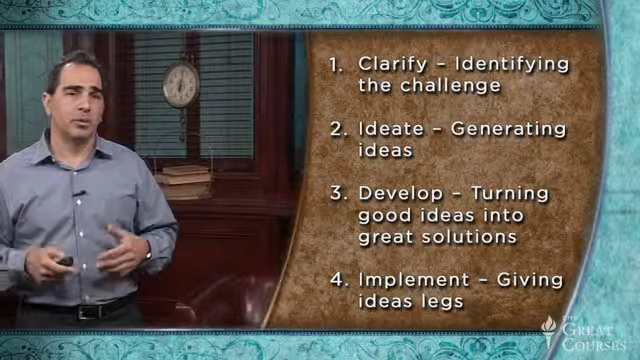 1. Clarify – Identifying
the challenge
2. Ideate – Generating
ideas
3. Develop – Turning
good ideas into
great solutions
4. Implement – Giving
ideas legs
THE
GREAT
COURSES